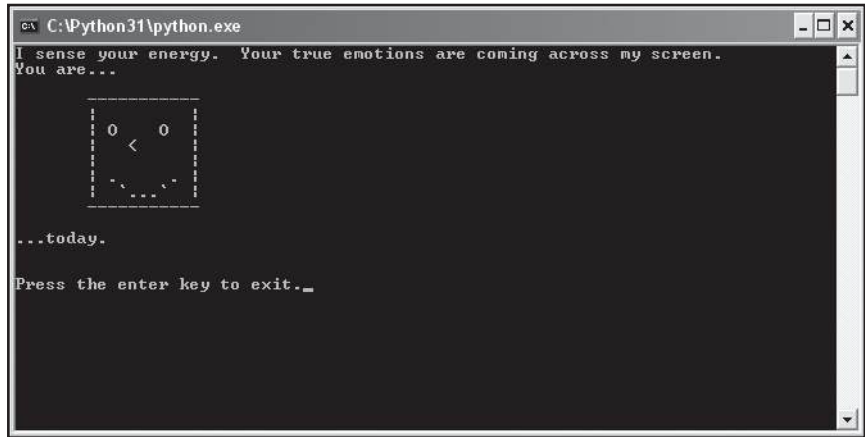 C:\Python31\python.exe
I sense your energy.  Your true emotions are coming across my screen.
You are...
-----------
|         |
| O    O  |
|   <     |
|         |
| -.   .- |
|  `...`  |
-----------
...today.
Press the enter key to exit._